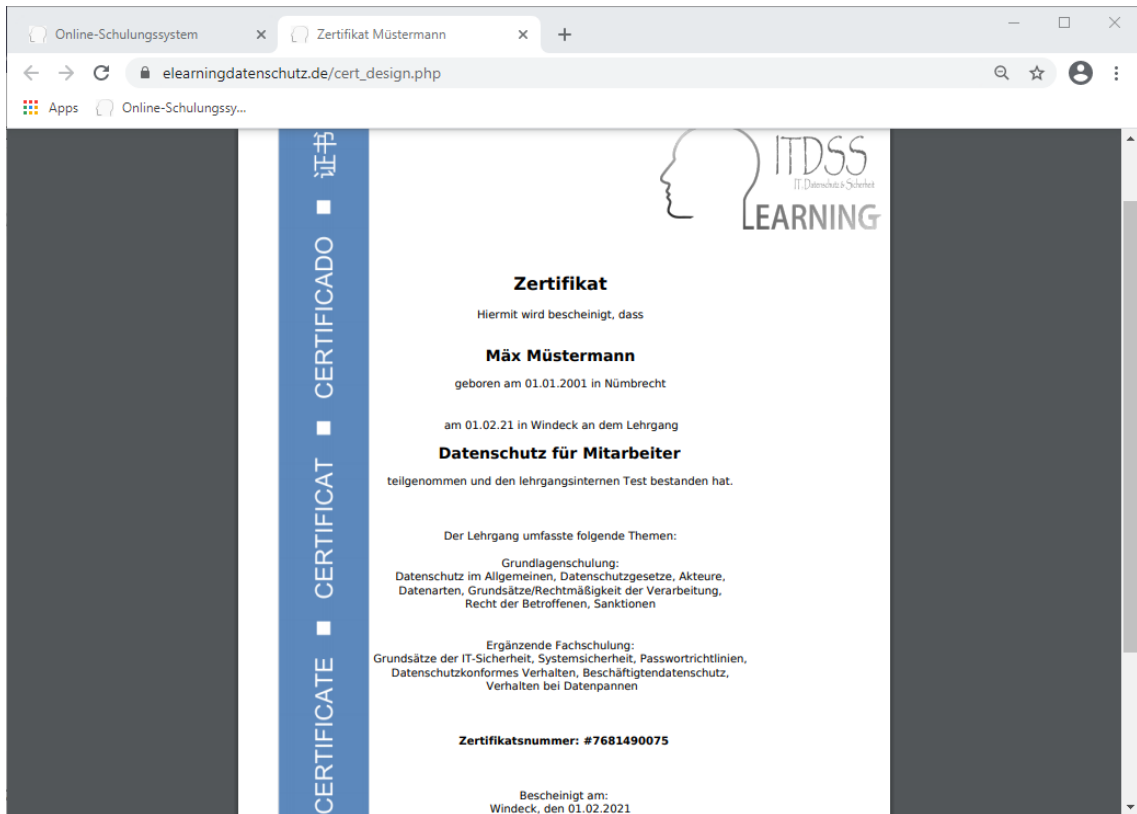 Online-Schulungssystem
Zertifikat Müstermann
elearningdatenschutz.de/cert_design.php
Apps
Online-Schulungssy...
ITDSS
IT. Datenschutz & Sicherheit
LEARNING
证书
CERTIFICADO
CERTIFICAT
CERTIFICATE
Zertifikat
Hiermit wird bescheinigt, dass
Mäx Müstermann
geboren am 01.01.2001 in Nümbrecht
am 01.02.21 in Windeck an dem Lehrgang
Datenschutz für Mitarbeiter
teilgenommen und den lehrgangsinternen Test bestanden hat.
Der Lehrgang umfasste folgende Themen:
Grundlagenschulung:
Datenschutz im Allgemeinen, Datenschutzgesetze, Akteure,
Datenarten, Grundsätze/Rechtmäßigkeit der Verarbeitung,
Recht der Betroffenen, Sanktionen
Ergänzende Fachschulung:
Grundsätze der IT-Sicherheit, Systemsicherheit, Passwortrichtlinien,
Datenschutzkonformes Verhalten, Beschäftigtendatenschutz,
Verhalten bei Datenpannen
Zertifikatsnummer: #7681490075
Bescheinigt am:
Windeck, den 01.02.2021